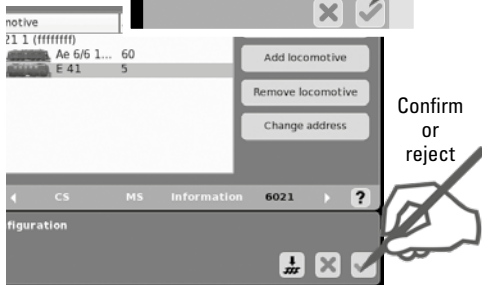 notive
21 1 (ffffffff)
Ae 6/6 1... 60
E 41 5
Add locomotive
Remove locomotive
Change address
Confirm
or
reject
CS MS Information 6021 ?
figuration